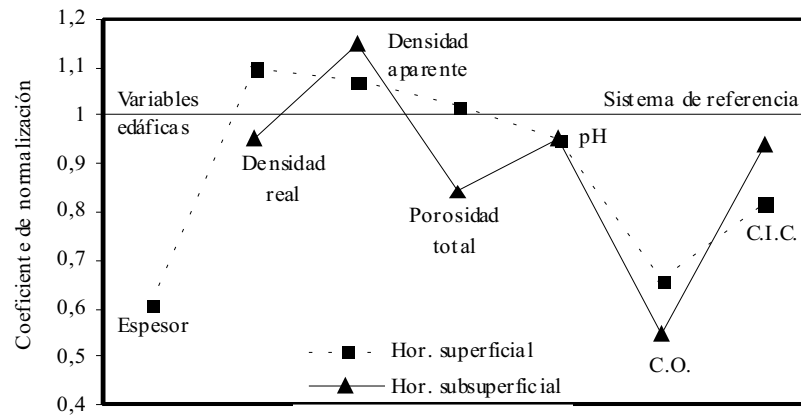 Coeficiente de normalización
1,2
1,1
1
0,9
0,8
0,7
0,6
0,5
0,4
Variables
edáficas
Densidad
aparente
Sistema de referencia
Densidad
real
Porosidad
total
pH
Espesor
C.I.C.
C.O.
Hor. superficial
Hor. subsuperficial